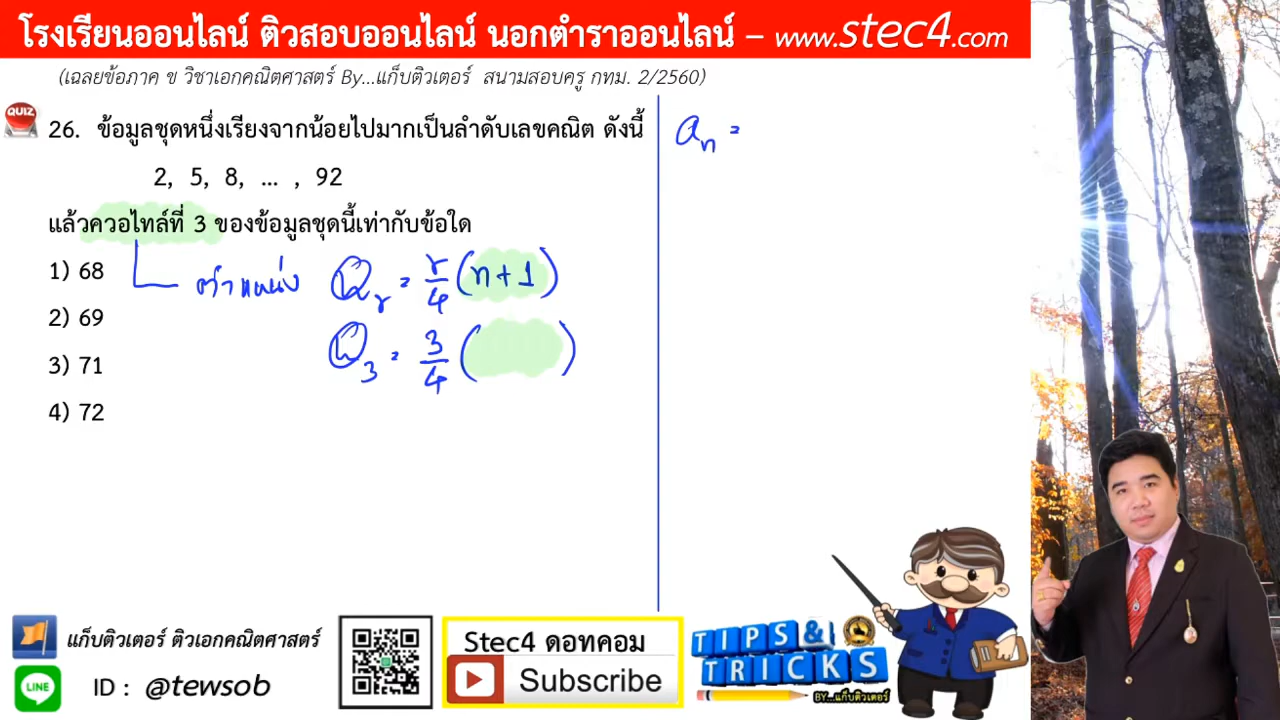 โรงเรียนออนไลน์ ติวสอบออนไลน์ นอกตำราออนไลน์ – www.stec4.com
(เฉลยข้อภาค ข วิชาเอกคณิตศาสตร์ By...แก็บติวเตอร์ สนามสอบครู กทม. 2/2560)
QUIZ
26. ข้อมูลชุดหนึ่งเรียงจากน้อยไปมากเป็นลำดับเลขคณิต ดังนี้
2, 5, 8, ... , 92
แล้วควอไทล์ที่ 3 ของข้อมูลชุดนี้เท่ากับข้อใด
1) 68
2) 69
3) 71
4) 72
ตำแหน่ง Q_r = r/4 (n+1)
Q_3 = 3/4 ( )
a_n =
แก็บติวเตอร์ ติวเอกคณิตศาสตร์
LINE
ID : @tewsob
Stec4 ดอทคอม
Subscribe
TIPS &
TRICKS
BY...แก็บติวเตอร์